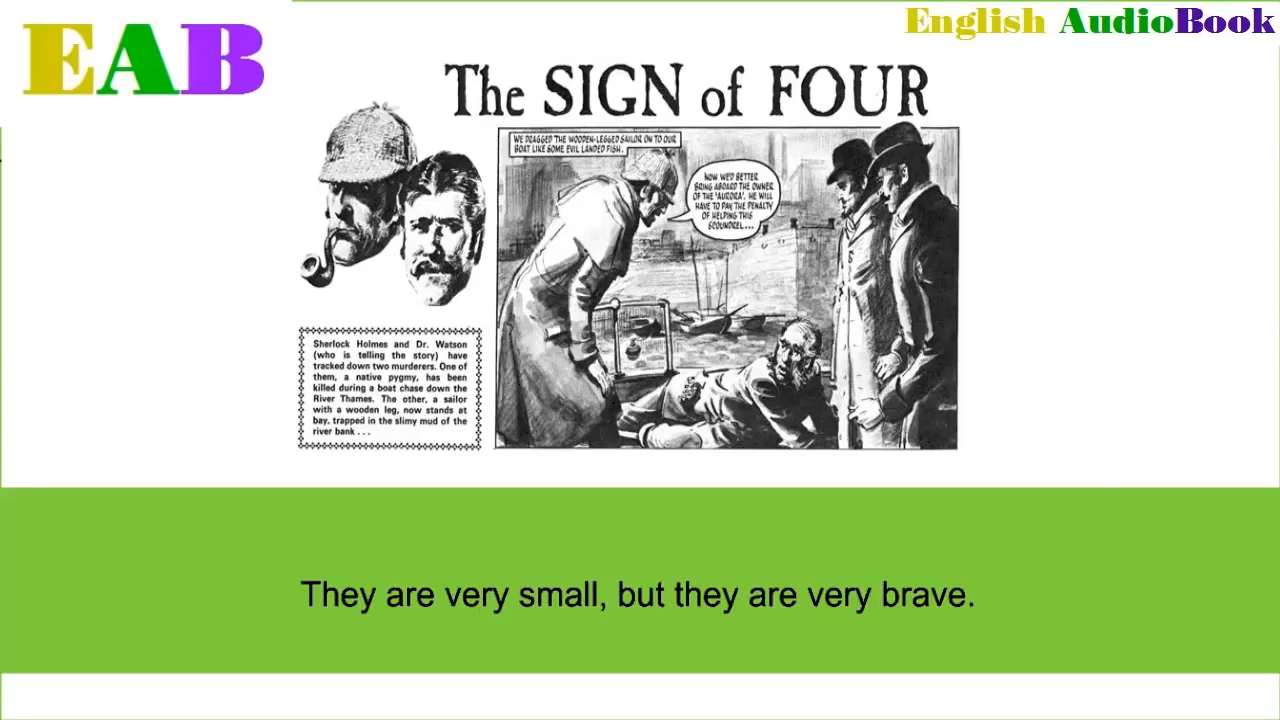 EAB
English AudioBook
The SIGN of FOUR
WE DRAGGED THE WOODEN-LEGGED SAILOR ON TO OUR
BOAT LIKE SOME EVIL LANDED FISH.
NOW WE'D BETTER
BRING ABOARD THE OWNER
OF THE 'AURORA'. HE WILL
HAVE TO PAY THE PENALTY
OF HELPING THIS
SCOUNDREL...
Sherlock Holmes and Dr. Watson
(who is telling the story) have
tracked down two murderers. One of
them, a native pygmy, has been
killed during a boat chase down the
River Thames. The other, a sailor
with a wooden leg, now stands at
bay, trapped in the slimy mud of the
river bank . . .
They are very small, but they are very brave.